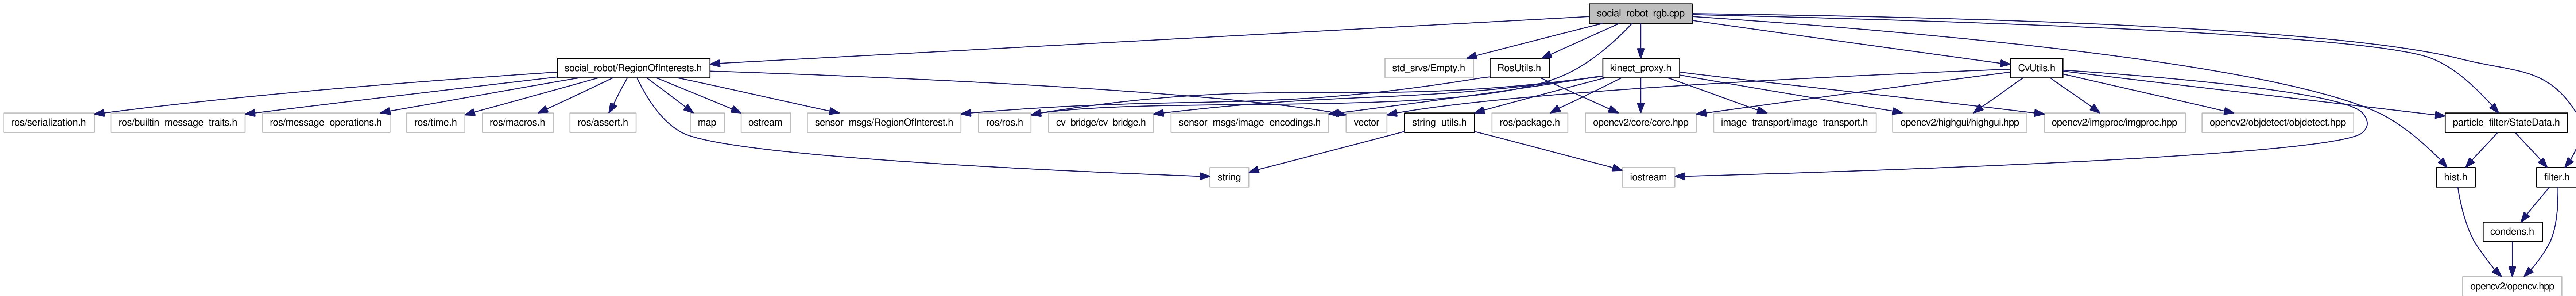 social_robot_rgb.cpp
social_robot/RegionOfInterests.h
std_srvs/Empty.h
RosUtils.h
kinect_proxy.h
CvUtils.h
ros/serialization.h
ros/builtin_message_traits.h
ros/message_operations.h
ros/time.h
ros/macros.h
ros/assert.h
map
ostream
sensor_msgs/RegionOfInterest.h
ros/ros.h
cv_bridge/cv_bridge.h
sensor_msgs/image_encodings.h
vector
string_utils.h
ros/package.h
opencv2/core/core.hpp
image_transport/image_transport.h
opencv2/highgui/highgui.hpp
opencv2/imgproc/imgproc.hpp
opencv2/objdetect/objdetect.hpp
particle_filter/StateData.h
string
iostream
hist.h
filter.h
condens.h
opencv2/opencv.hpp